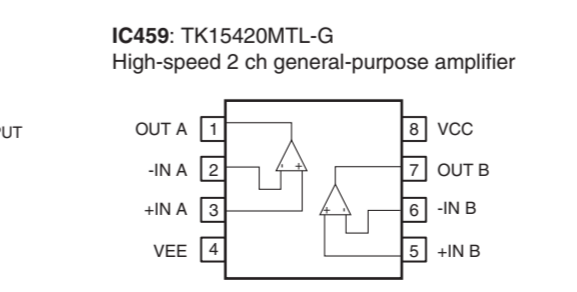 IC459: TK15420MTL-G
High-speed 2 ch general-purpose amplifier
PUT
OUT A 1 8 VCC
-IN A 2 - + 7 OUT B
+IN A 3 + - 6 -IN B
VEE 4 5 +IN B